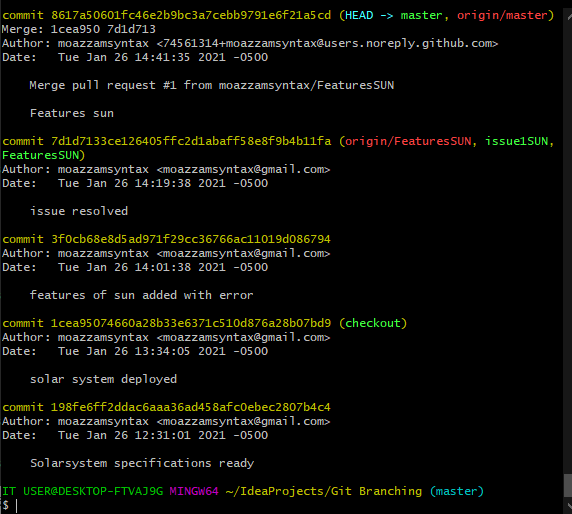 commit 8617a50601fc46e2b9bc3a7cebb9791e6f21a5cd (HEAD -> master, origin/master)
Merge: 1cea950 7d1d713
Author: moazzamsyntax <74561314+moazzamsyntax@users.noreply.github.com>
Date:   Tue Jan 26 14:41:35 2021 -0500
    Merge pull request #1 from moazzamsyntax/FeaturesSUN
    Features sun
commit 7d1d7133ce126405ffc2d1abaff58e8f9b4b11fa (origin/FeaturesSUN, issue1SUN,
FeaturesSUN)
Author: moazzamsyntax <moazzamsyntax@gmail.com>
Date:   Tue Jan 26 14:19:38 2021 -0500
    issue resolved
commit 3f0cb68e8d5ad971f29cc36766ac11019d086794
Author: moazzamsyntax <moazzamsyntax@gmail.com>
Date:   Tue Jan 26 14:01:38 2021 -0500
    features of sun added with error
commit 1cea95074660a28b33e6371c510d876a28b07bd9 (checkout)
Author: moazzamsyntax <moazzamsyntax@gmail.com>
Date:   Tue Jan 26 13:34:05 2021 -0500
    solar system deployed
commit 198fe6ff2ddac6aaa36ad458afc0ebec2807b4c4
Author: moazzamsyntax <moazzamsyntax@gmail.com>
Date:   Tue Jan 26 12:31:01 2021 -0500
    Solarsystem specifications ready
IT USER@DESKTOP-FTVAJ9G MINGW64 ~/IdeaProjects/Git Branching (master)
$